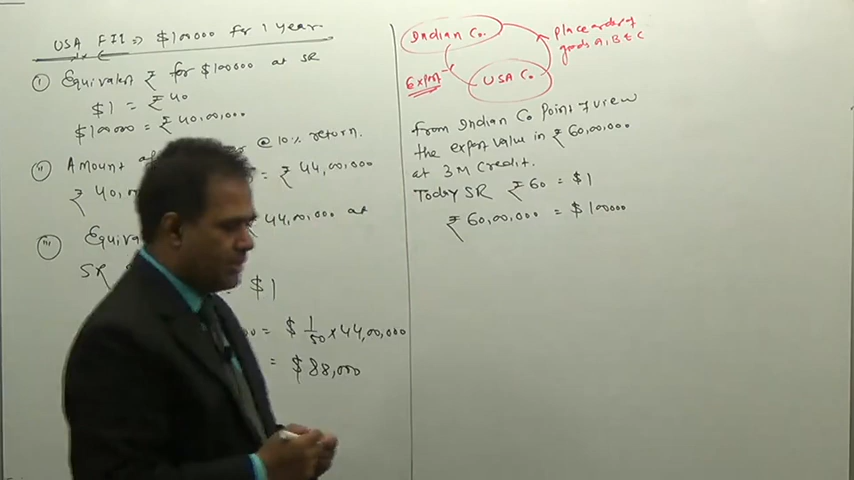 USA FII => $100000 for 1 Year.
(i) Equivalen ₹ for $100000 at SR
$1 = ₹40
$100000 = ₹40,00,000
(ii) Amount @ 10% return.
₹40, = ₹44,00,000
(iii) Equiva ₹44,00,000 at
SR = $1
00 = $ 1/50 x 44,00,000
= $88,000
Indian Co.
place order of
goods A, B & C
Export
USA Co.
from Indian Co Point of view
the export value in ₹60,00,000
at 3M Credit.
Today SR ₹60 = $1
₹60,00,000 = $100000